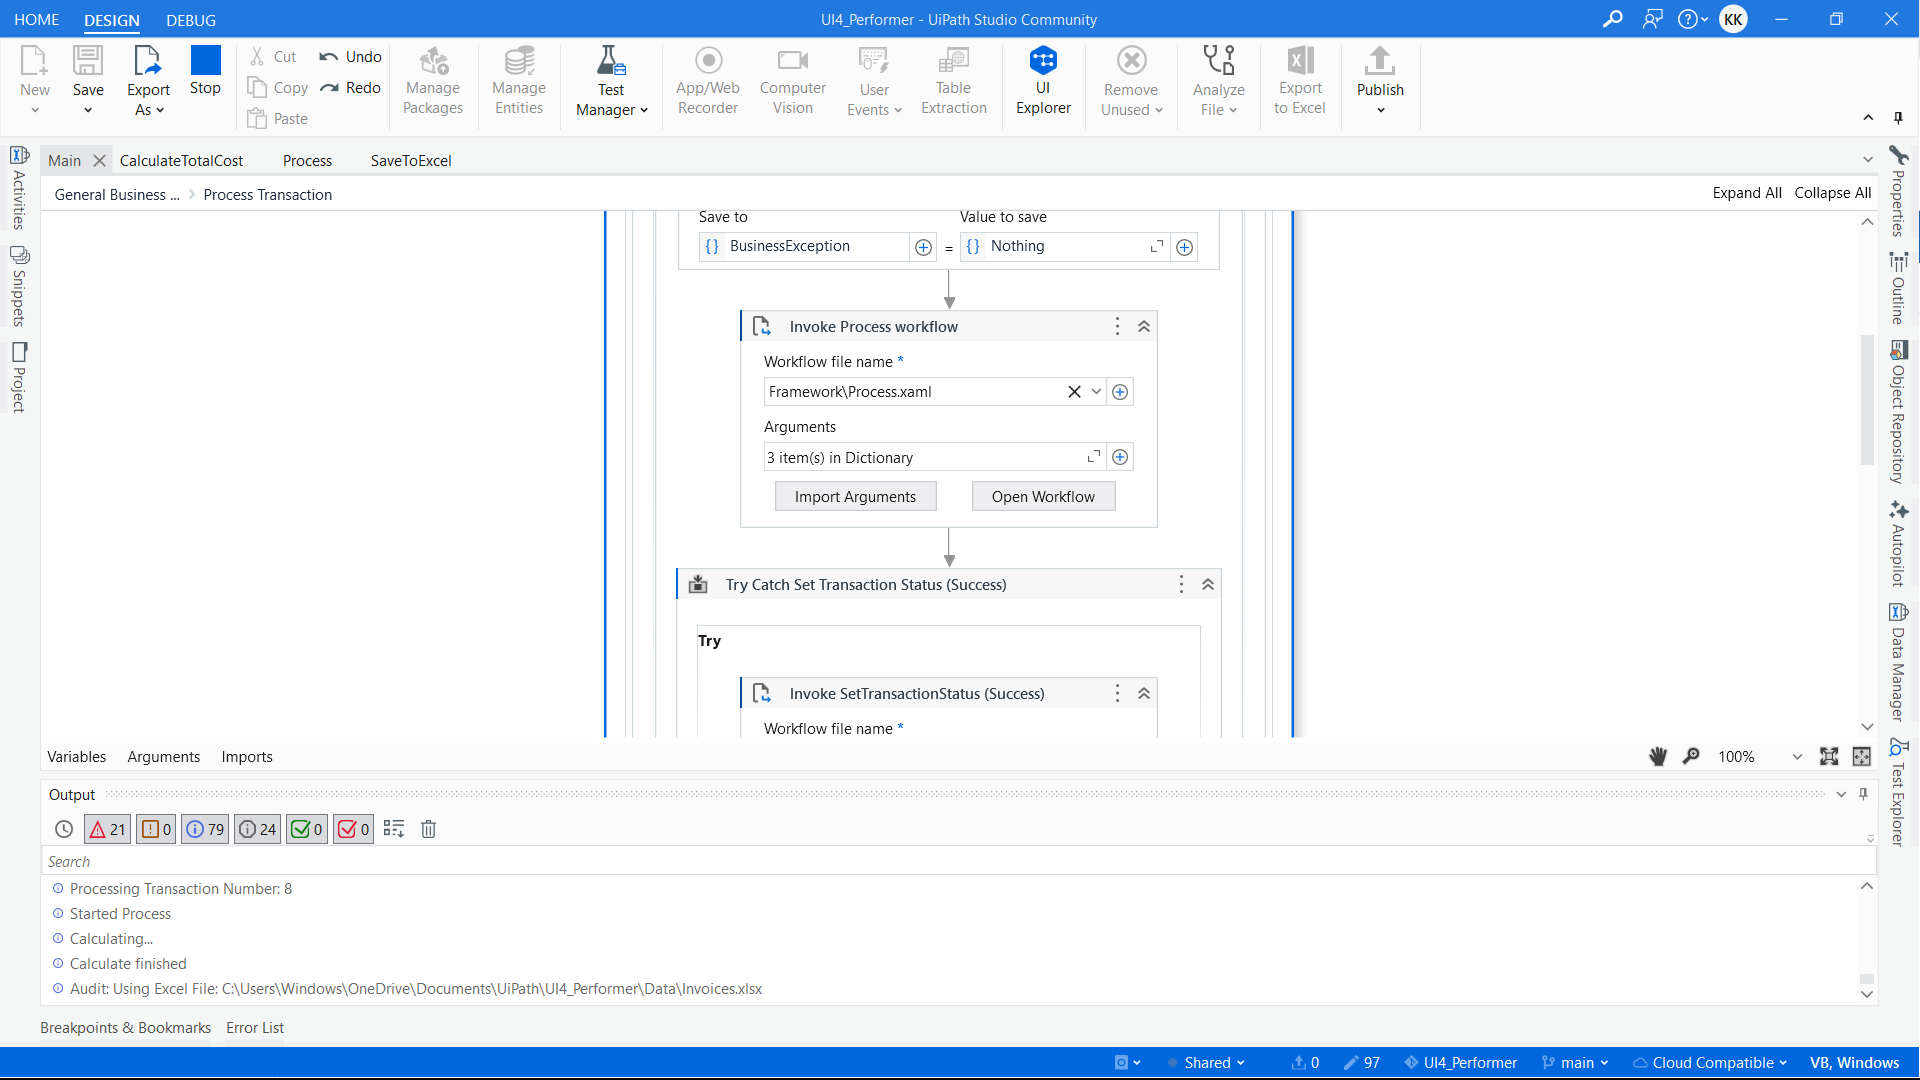 HOME DESIGN DEBUG
UI4_Performer - UiPath Studio Community
KK
New
Save
Export As
Stop
Cut
Copy
Paste
Undo
Redo
Manage Packages
Manage Entities
Test Manager
App/Web Recorder
Computer Vision
User Events
Table Extraction
UI Explorer
Remove Unused
Analyze File
Export to Excel
Publish
Main CalculateTotalCost Process SaveToExcel
General Business ... Process Transaction
Expand All Collapse All
Activities
Snippets
Project
Save to
Value to save
{} BusinessException = {} Nothing
Invoke Process workflow
Workflow file name *
Framework\Process.xaml
Arguments
3 item(s) in Dictionary
Import Arguments Open Workflow
Try Catch Set Transaction Status (Success)
Try
Invoke SetTransactionStatus (Success)
Workflow file name *
Properties
Outline
Object Repository
Autopilot
Data Manager
Test Explorer
Variables Arguments Imports
100%
Output
21 0 79 24 0 0
Search
Processing Transaction Number: 8
Started Process
Calculating...
Calculate finished
Audit: Using Excel File: C:\Users\Windows\OneDrive\Documents\UiPath\UI4_Performer\Data\Invoices.xlsx
Breakpoints & Bookmarks Error List
Shared 0 97 UI4_Performer main Cloud Compatible VB, Windows